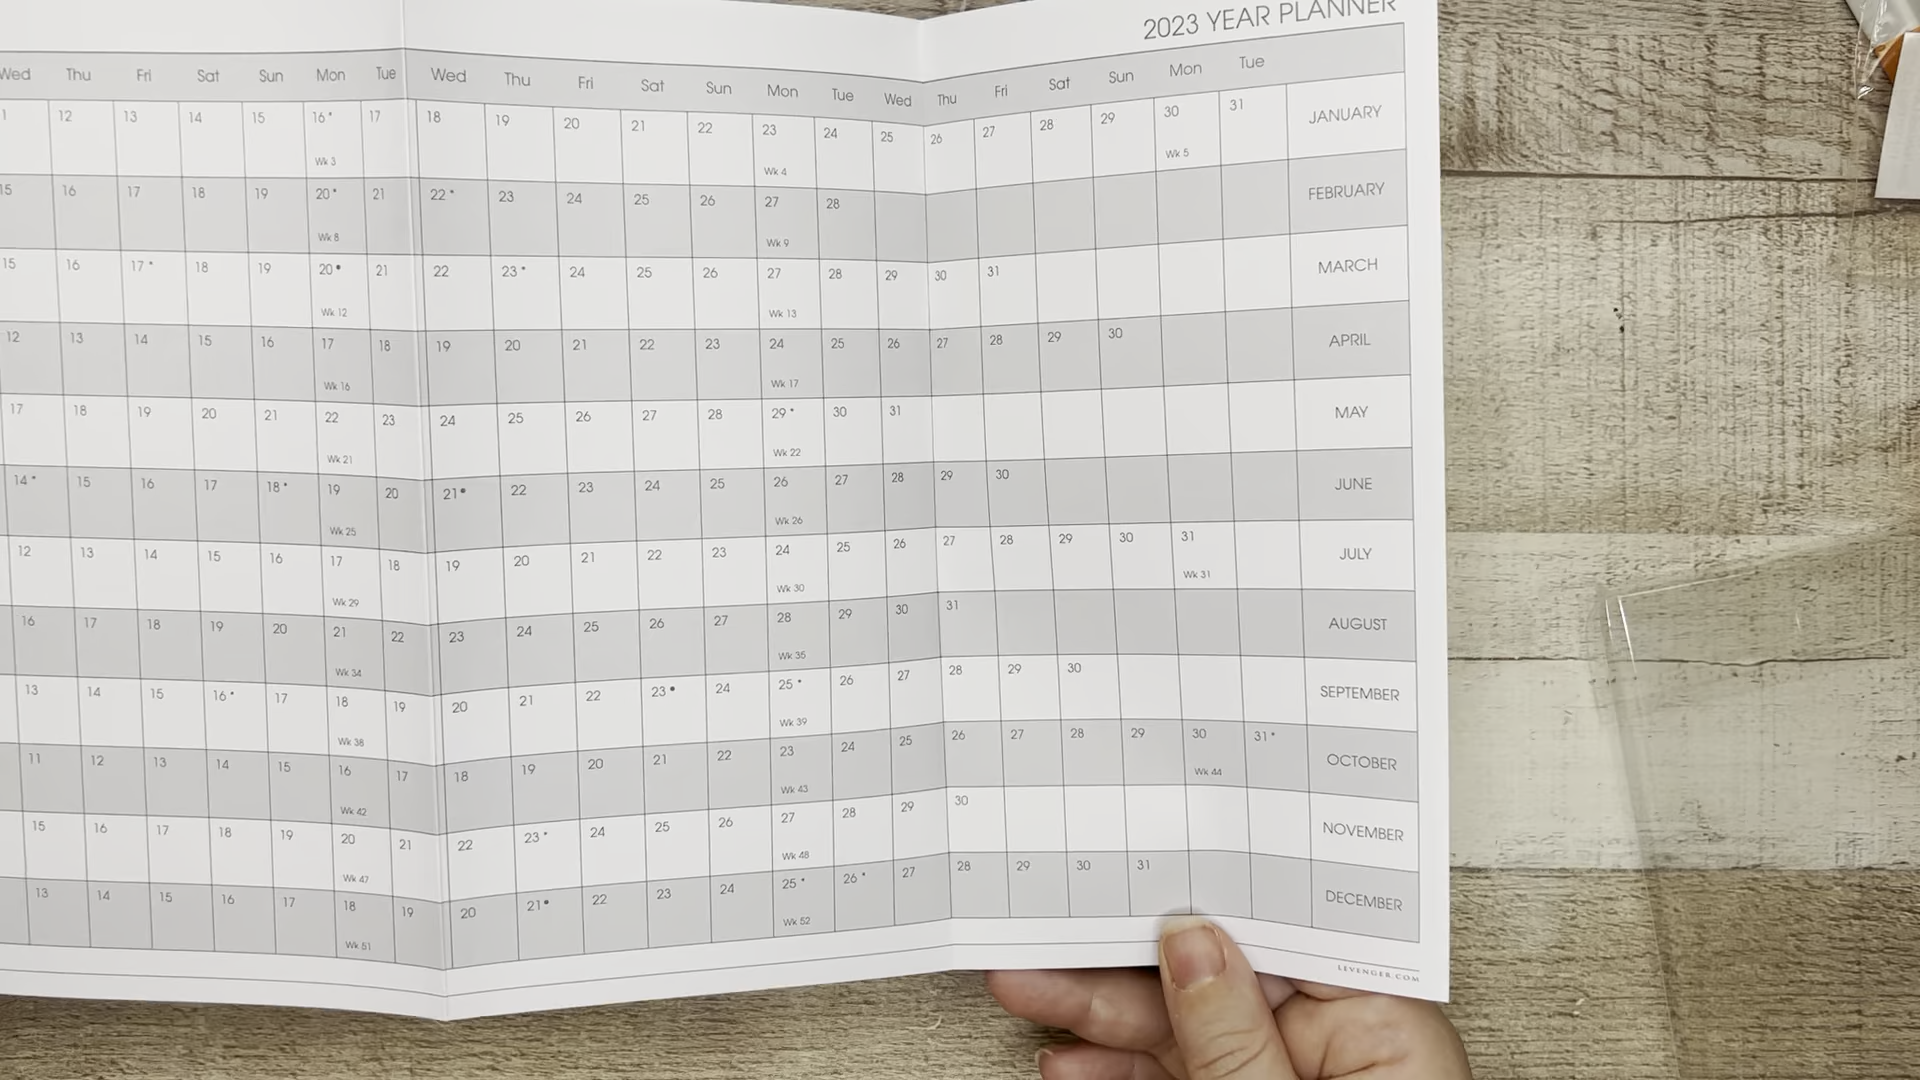 2023 YEAR PLANNER
Wed Thu Fri Sat Sun Mon Tue Wed Thu Fri Sat Sun Mon Tue Wed Thu Fri Sat Sun Mon Tue
12 13 14 15 16* 17 18 19 20 21 22 23 24 25 26 27 28 29 30 31 JANUARY
Wk 3 Wk 4 Wk 5
15 16 17 18 19 20* 21 22* 23 24 25 26 27 28 FEBRUARY
Wk 8 Wk 9
15 16 17* 18 19 20• 21 22 23* 24 25 26 27 28 29 30 31 MARCH
Wk 12 Wk 13
12 13 14 15 16 17 18 19 20 21 22 23 24 25 26 27 28 29 30 APRIL
Wk 16 Wk 17
17 18 19 20 21 22 23 24 25 26 27 28 29* 30 31 MAY
Wk 21 Wk 22
14* 15 16 17 18* 19 20 21• 22 23 24 25 26 27 28 29 30 JUNE
Wk 25 Wk 26
12 13 14 15 16 17 18 19 20 21 22 23 24 25 26 27 28 29 30 31 JULY
Wk 29 Wk 30 Wk 31
16 17 18 19 20 21 22 23 24 25 26 27 28 29 30 31 AUGUST
Wk 34 Wk 35
13 14 15 16* 17 18 19 20 21 22 23• 24 25* 26 27 28 29 30 SEPTEMBER
Wk 38 Wk 39
11 12 13 14 15 16 17 18 19 20 21 22 23 24 25 26 27 28 29 30 31* OCTOBER
Wk 42 Wk 43 Wk 44
15 16 17 18 19 20 21 22 23* 24 25 26 27 28 29 30 NOVEMBER
Wk 47 Wk 48
13 14 15 16 17 18 19 20 21• 22 23 24 25* 26* 27 28 29 30 31 DECEMBER
Wk 51 Wk 52
LEVENGER.COM